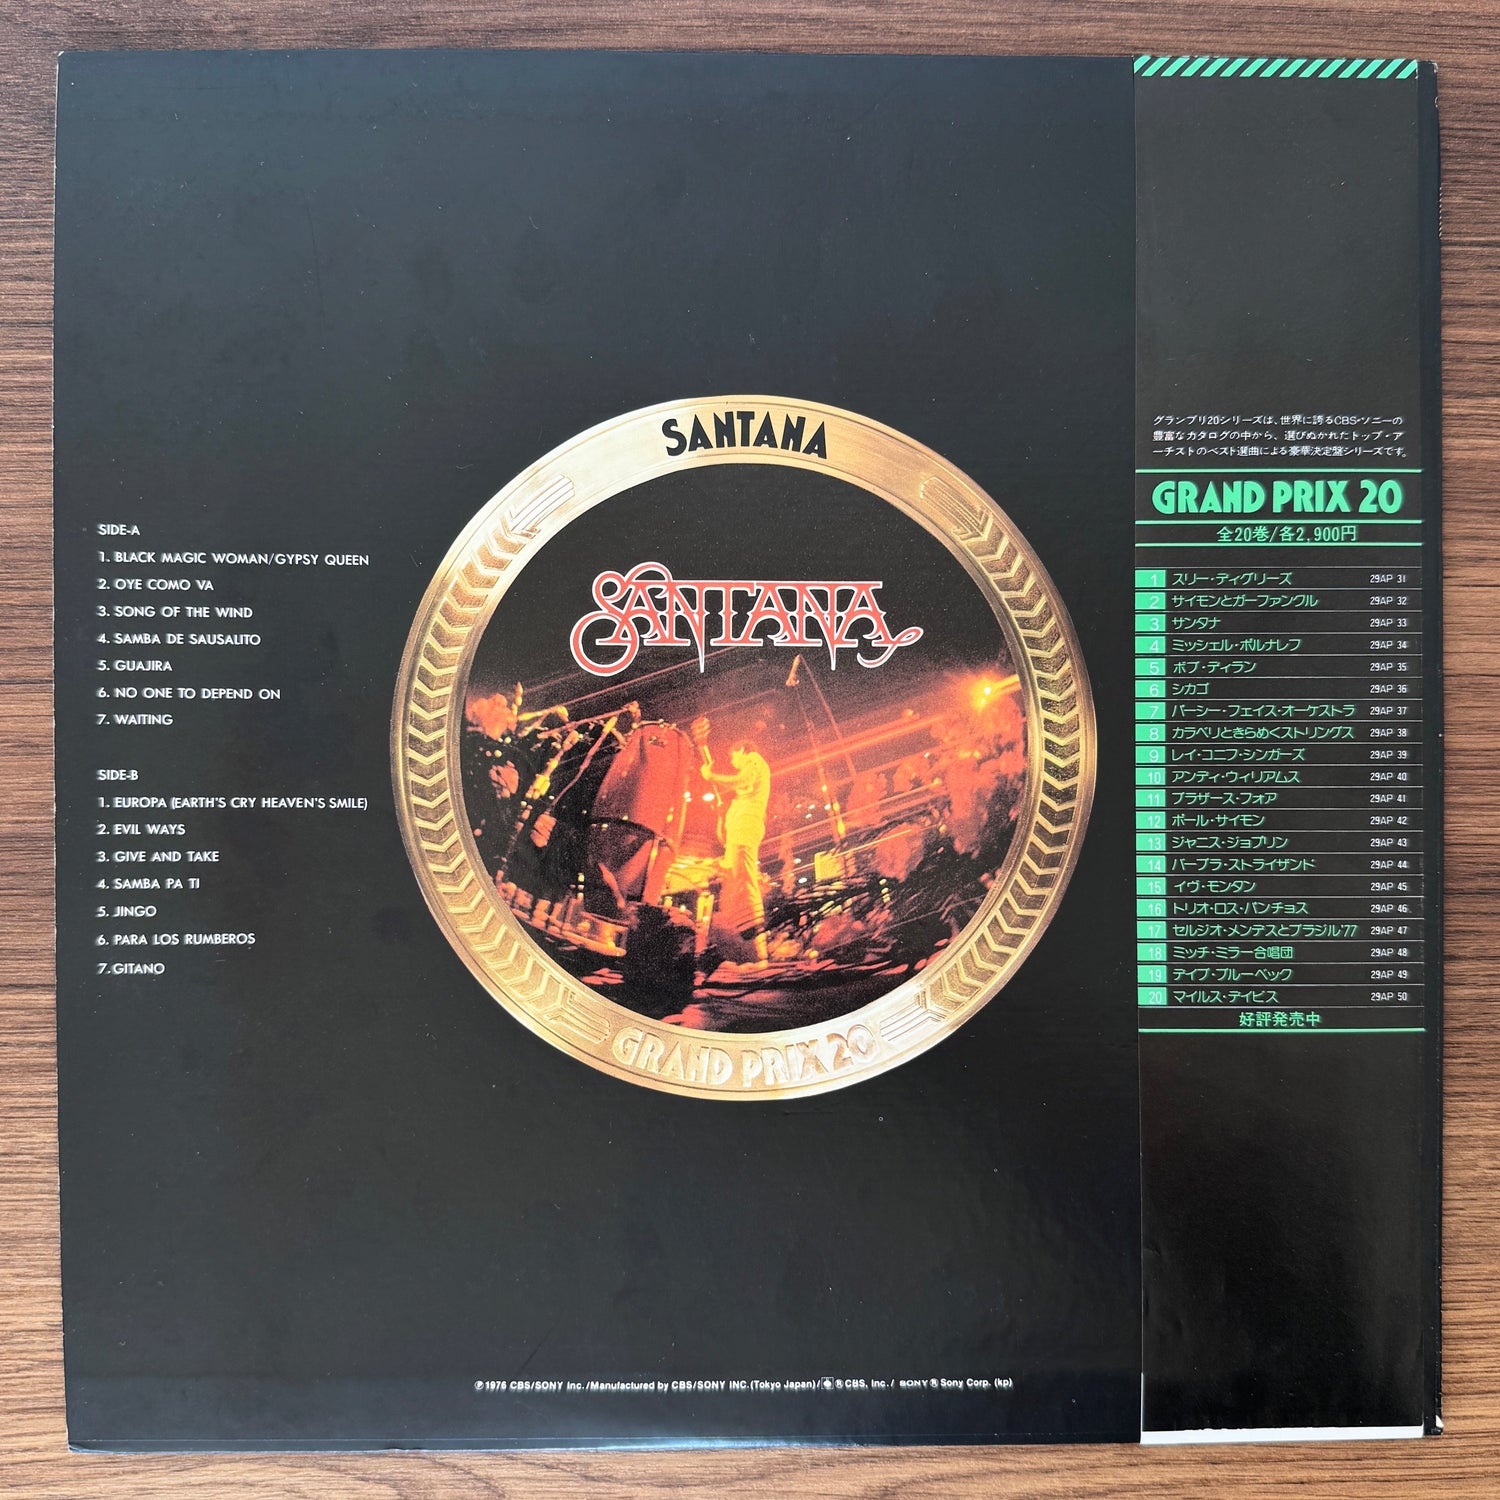 SIDE-A
1. BLACK MAGIC WOMAN/GYPSY QUEEN
2. OYE COMO VA
3. SONG OF THE WIND
4. SAMBA DE SAUSALITO
5. GUAJIRA
6. NO ONE TO DEPEND ON
7. WAITING
SIDE-B
1. EUROPA (EARTH'S CRY HEAVEN'S SMILE)
2. EVIL WAYS
3. GIVE AND TAKE
4. SAMBA PA TI
5. JINGO
6. PARA LOS RUMBEROS
7. GITANO
SANTANA
SANTANA
GRAND PRIX 20
℗1976 CBS/SONY Inc./Manufactured by CBS/SONY INC.(Tokyo Japan)/ ® CBS, Inc./ SONY ® Sony Corp. (kp)
グランプリ20シリーズは、世界に誇るCBS・ソニーの
豊富なカタログの中から、選びぬかれたトップ・ア
ーチストのベスト選曲による豪華決定盤シリーズです。
GRAND PRIX 20
全20巻/各2,900円
1 スリー・ディグリーズ 29AP 31
2 サイモンとガーファンクル 29AP 32
3 サンタナ 29AP 33
4 ミッシェル・ポルナレフ 29AP 34
5 ボブ・ディラン 29AP 35
6 シカゴ 29AP 36
7 パーシー・フェイス・オーケストラ 29AP 37
8 カラベリときらめくストリングス 29AP 38
9 レイ・コニフ・シンガーズ 29AP 39
10 アンディ・ウィリアムス 29AP 40
11 ブラザース・フォア 29AP 41
12 ポール・サイモン 29AP 42
13 ジャニス・ジョプリン 29AP 43
14 バーブラ・ストライザンド 29AP 44
15 イヴ・モンタン 29AP 45
16 トリオ・ロス・パンチョス 29AP 46
17 セルジオ・メンデスとブラジル'77 29AP 47
18 ミッチ・ミラー合唱団 29AP 48
19 デイブ・ブルーベック 29AP 49
20 マイルス・デイビス 29AP 50
好評発売中